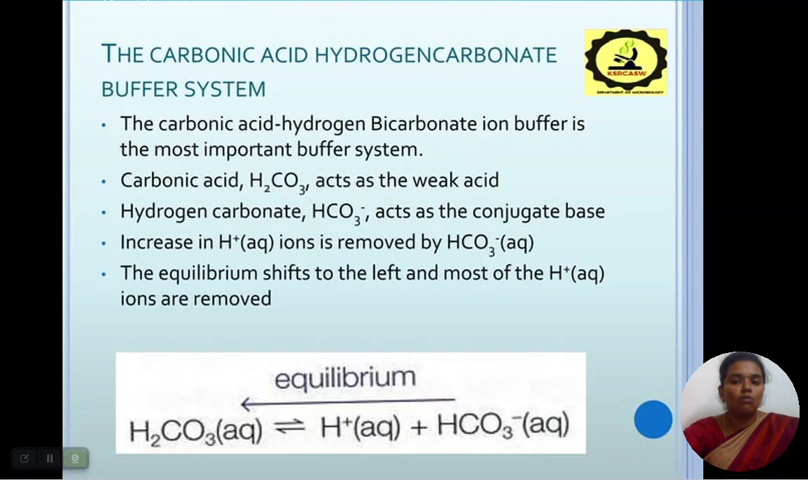 THE CARBONIC ACID HYDROGENCARBONATE
BUFFER SYSTEM
KSRCASW
DEPARTMENT OF MICROBIOLOGY
• The carbonic acid-hydrogen Bicarbonate ion buffer is
the most important buffer system.
• Carbonic acid, H₂CO₃, acts as the weak acid
• Hydrogen carbonate, HCO₃⁻, acts as the conjugate base
• Increase in H⁺(aq) ions is removed by HCO₃⁻(aq)
• The equilibrium shifts to the left and most of the H⁺(aq)
ions are removed
equilibrium
H₂CO₃(aq) ⇌ H⁺(aq) + HCO₃⁻(aq)